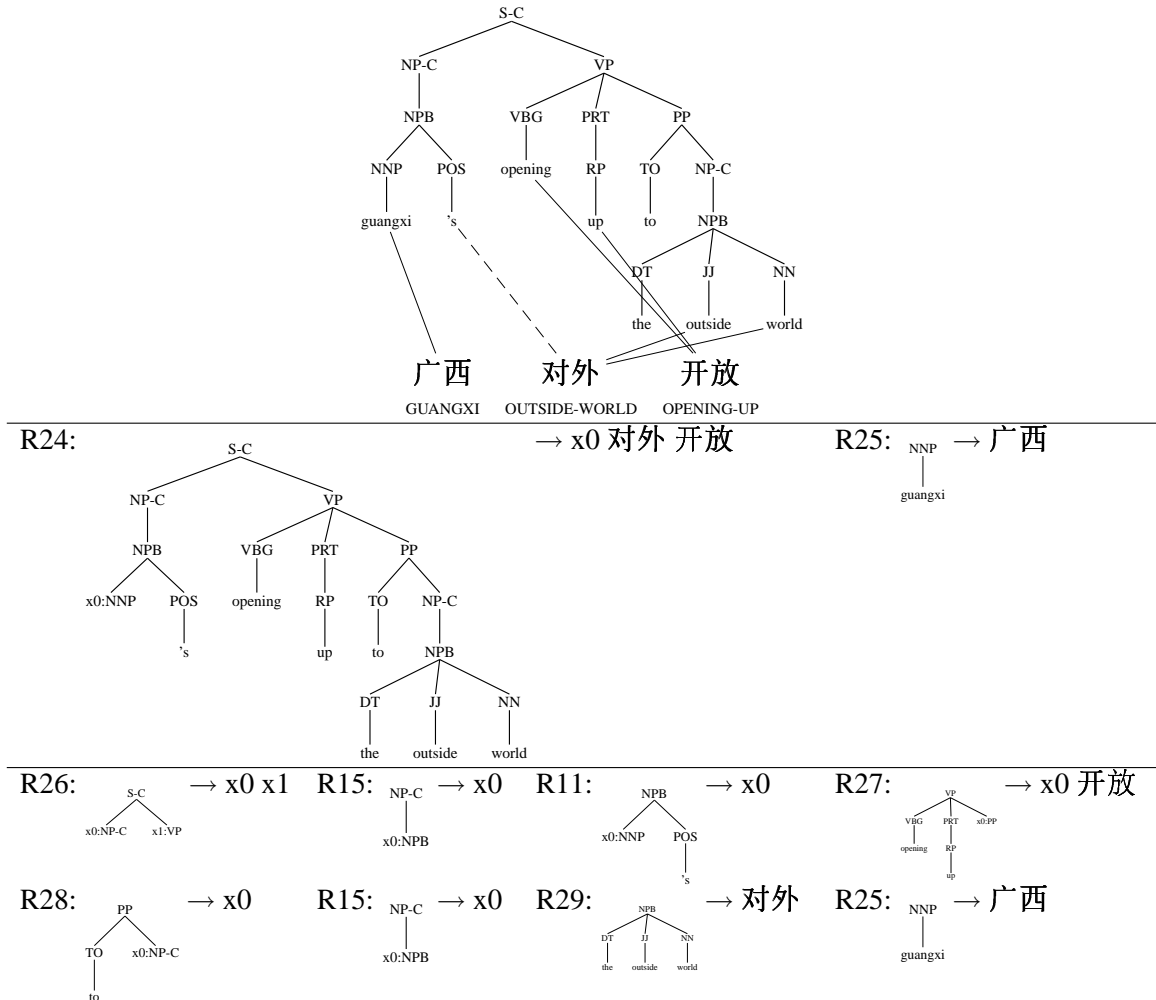 S-C
NP-C VP
NPB VBG PRT PP
NNP POS opening RP TO NP-C
guangxi 's up to NPB
DT JJ NN
the outside world
广西 对外 开放
GUANGXI OUTSIDE-WORLD OPENING-UP
R24: → x0 对外 开放 R25: NNP → 广西
S-C guangxi
NP-C VP
NPB VBG PRT PP
x0:NNP POS opening RP TO NP-C
's up to NPB
DT JJ NN
the outside world
R26: S-C → x0 x1 R15: NP-C → x0 R11: NPB → x0 R27: VP → x0 开放
x0:NP-C x1:VP x0:NPB x0:NNP POS VBG PRT x0:PP
's opening RP
up
R28: PP → x0 R15: NP-C → x0 R29: NPB → 对外 R25: NNP → 广西
TO x0:NP-C x0:NPB DT JJ NN guangxi
to the outside world